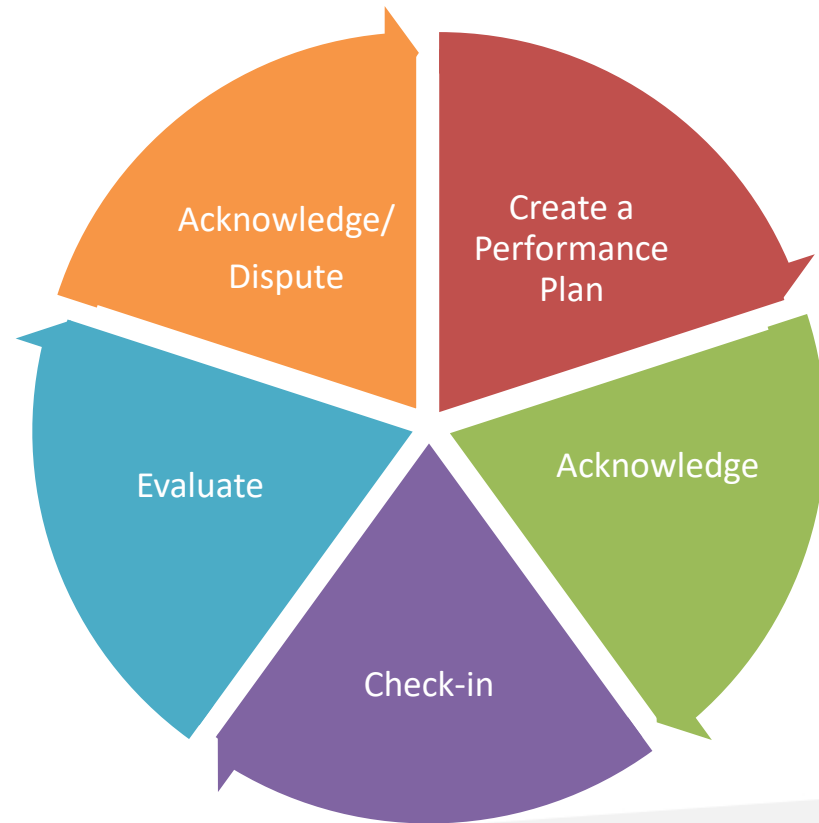 Create a
Performance
Plan
Acknowledge
Check-in
Evaluate
Acknowledge/
Dispute